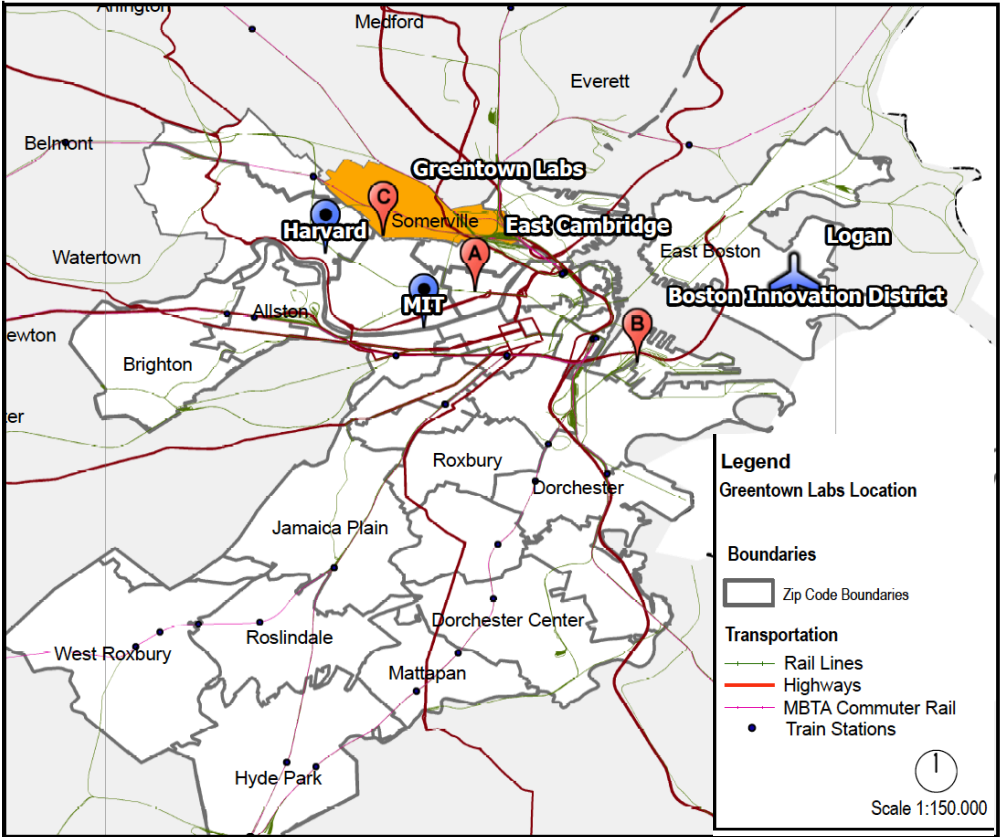 Arlington
Medford
Everett
Belmont
Greentown Labs
C
Somerville
Harvard
East Cambridge
Logan
Watertown
A
East Boston
MIT
Boston Innovation District
Allston
B
ewton
Brighton
ter
Roxbury
Dorchester
Jamaica Plain
Dorchester Center
Roslindale
West Roxbury
Mattapan
Hyde Park
Legend
Greentown Labs Location
Boundaries
Zip Code Boundaries
Transportation
Rail Lines
Highways
MBTA Commuter Rail
Train Stations
1
Scale 1:150.000